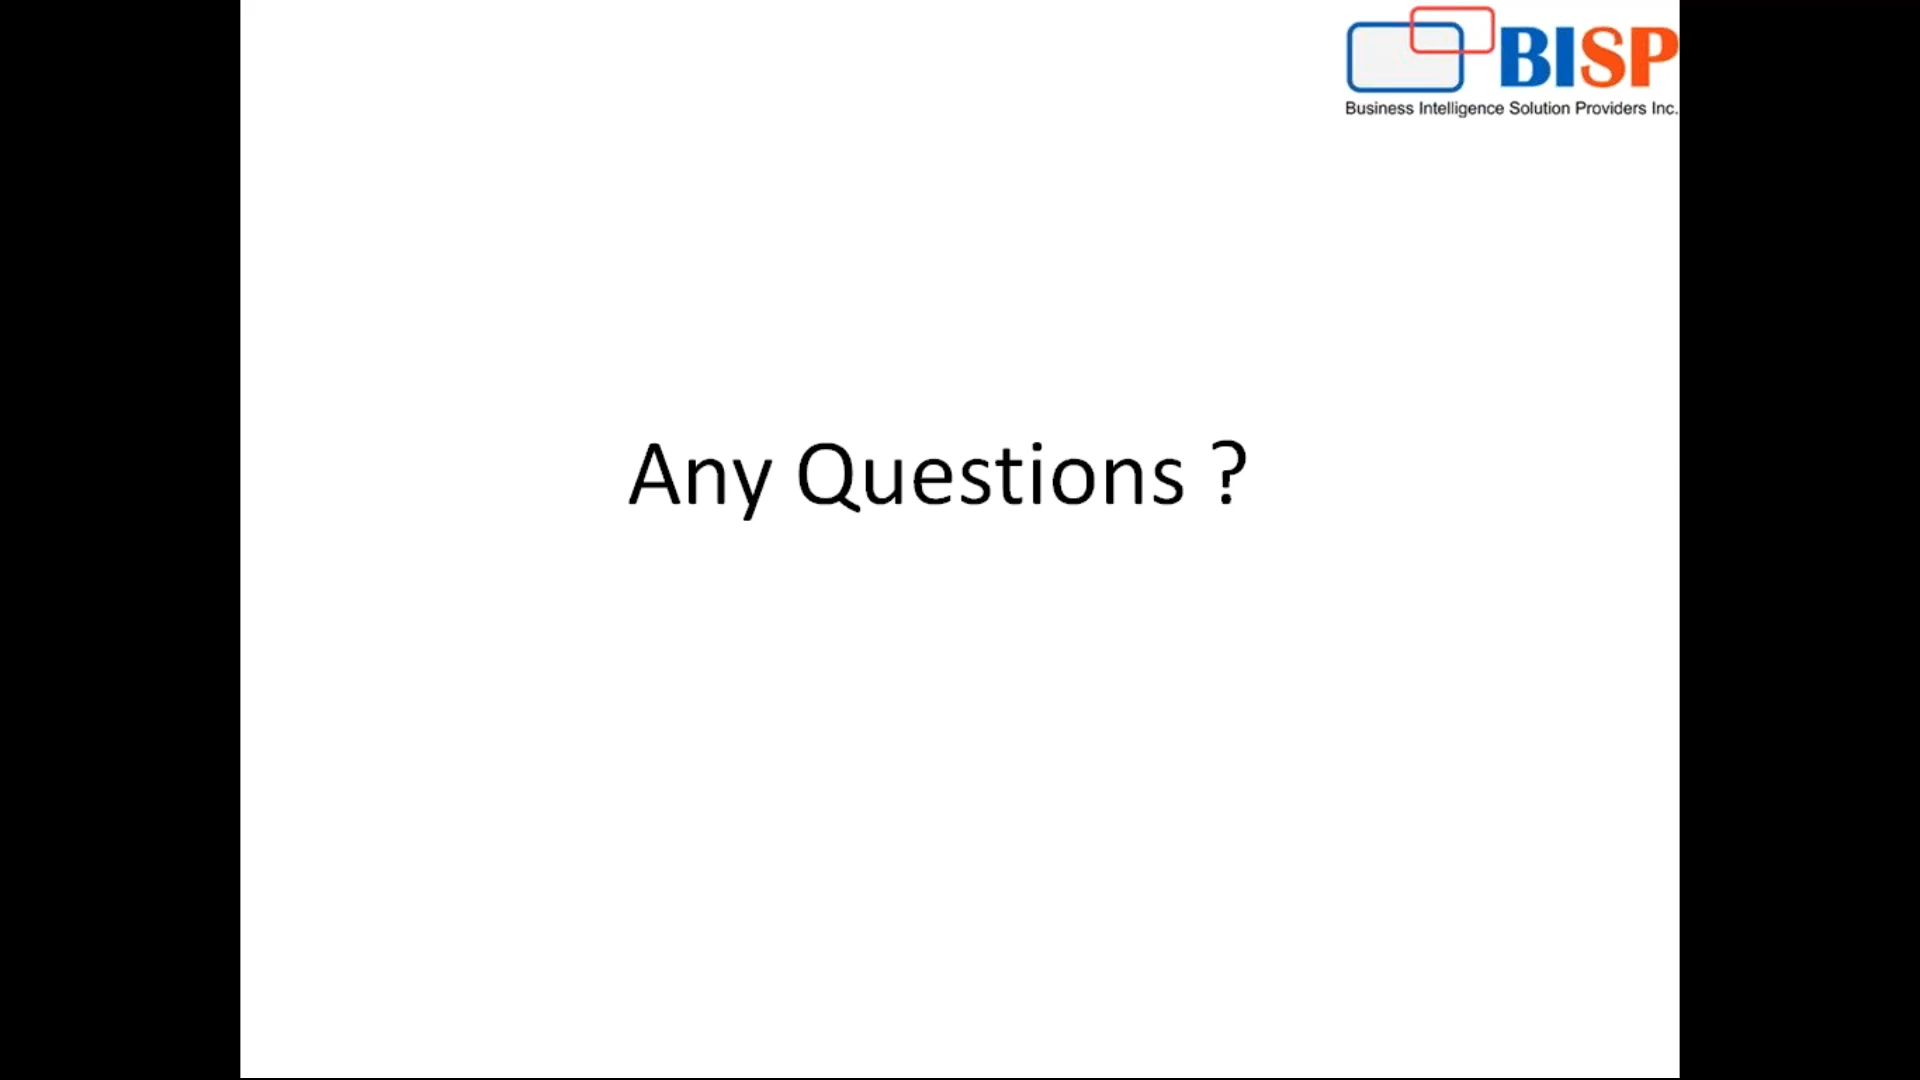 BISP
Business Intelligence Solution Providers Inc.
Any Questions ?